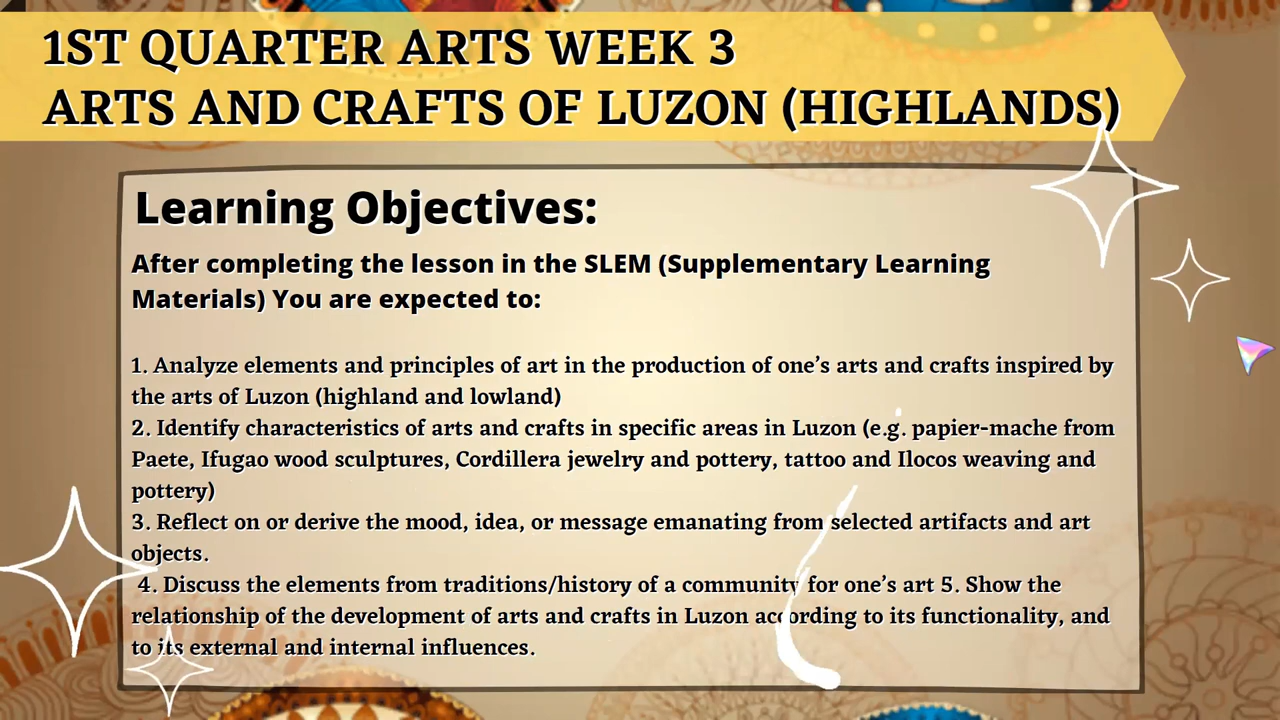 1ST QUARTER ARTS WEEK 3
ARTS AND CRAFTS OF LUZON (HIGHLANDS)
Learning Objectives:
After completing the lesson in the SLEM (Supplementary Learning
Materials) You are expected to:
1. Analyze elements and principles of art in the production of one’s arts and crafts inspired by
the arts of Luzon (highland and lowland)
2. Identify characteristics of arts and crafts in specific areas in Luzon (e.g. papier-mache from
Paete, Ifugao wood sculptures, Cordillera jewelry and pottery, tattoo and Ilocos weaving and
pottery)
3. Reflect on or derive the mood, idea, or message emanating from selected artifacts and art
objects.
4. Discuss the elements from traditions/history of a community for one’s art 5. Show the
relationship of the development of arts and crafts in Luzon according to its functionality, and
to its external and internal influences.